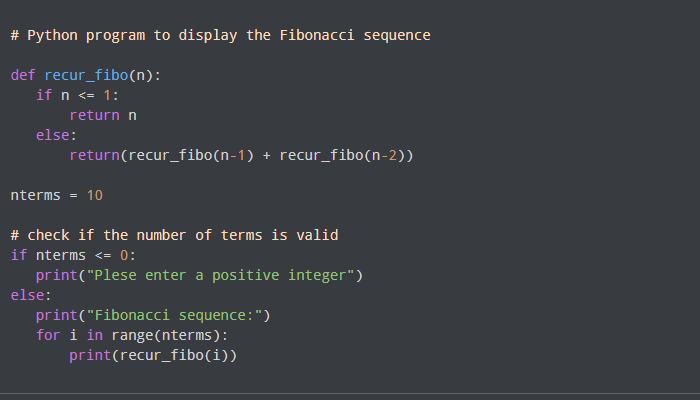 # Python program to display the Fibonacci sequence
def recur_fibo(n):
   if n <= 1:
       return n
   else:
       return(recur_fibo(n-1) + recur_fibo(n-2))
nterms = 10
# check if the number of terms is valid
if nterms <= 0:
   print("Plese enter a positive integer")
else:
   print("Fibonacci sequence:")
   for i in range(nterms):
       print(recur_fibo(i))